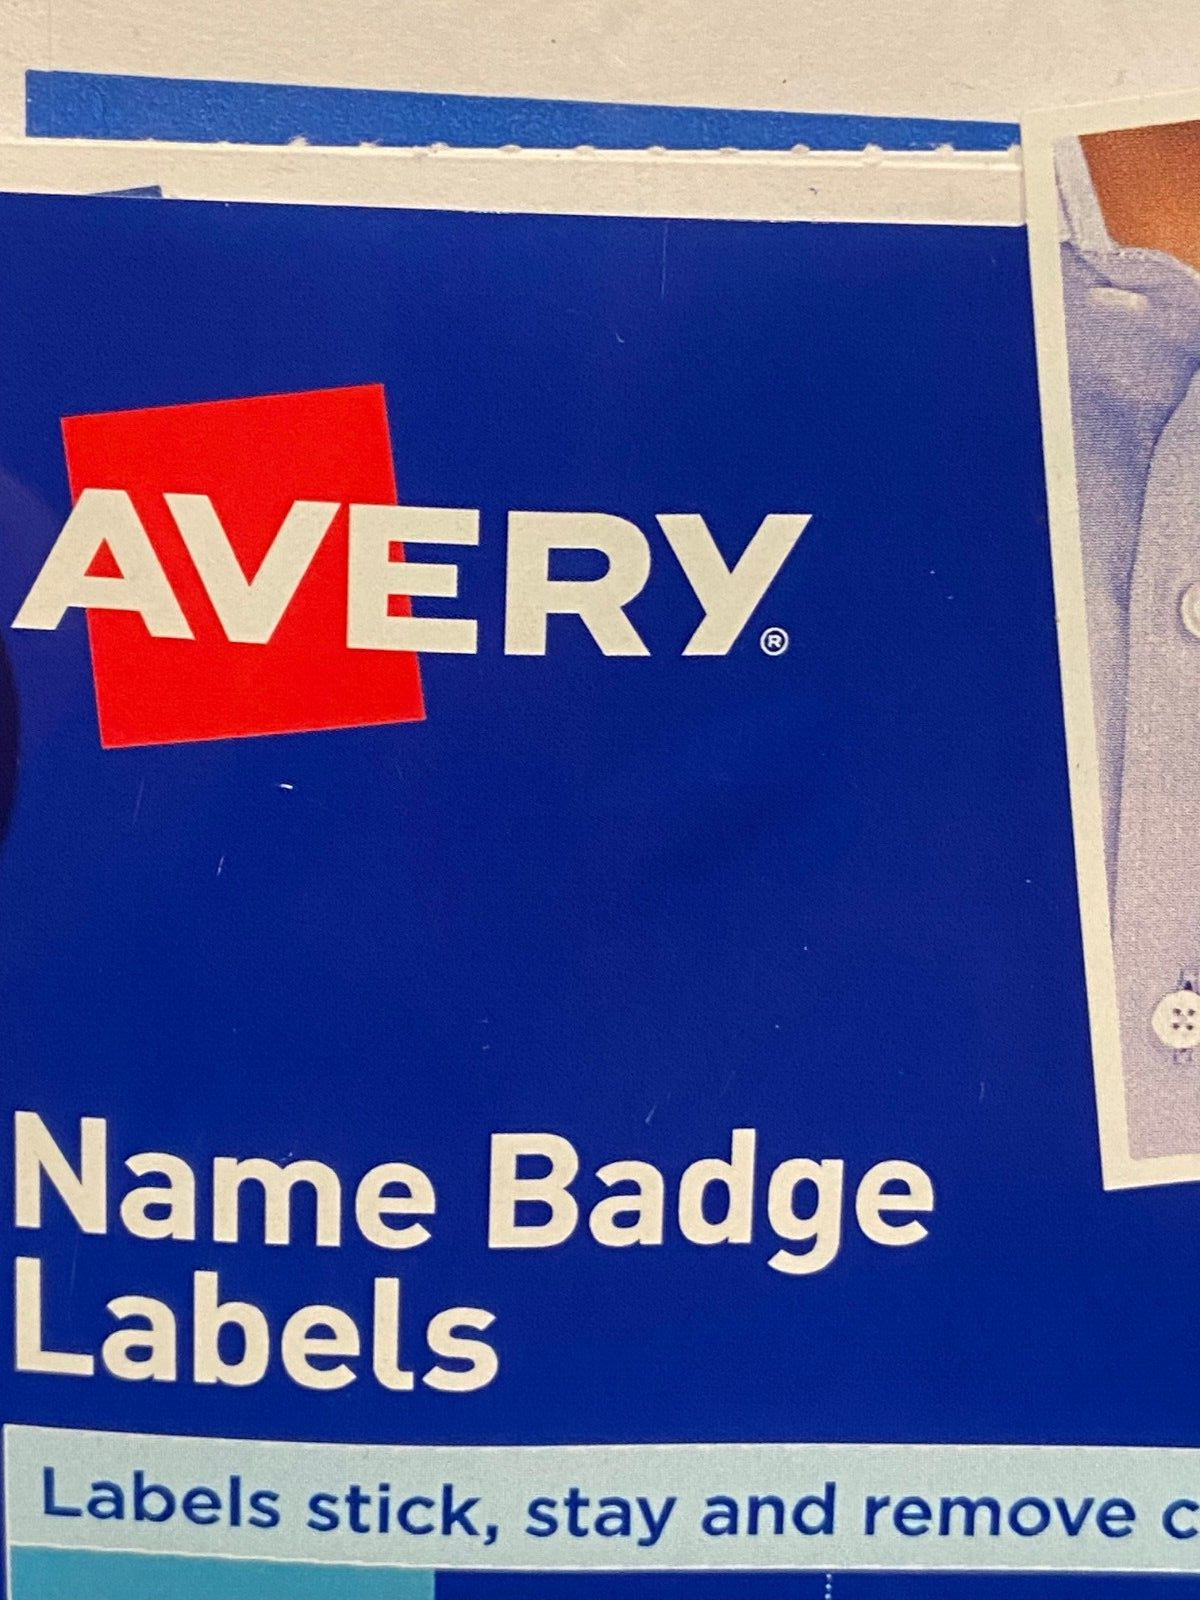 AVERY®
Name Badge
Labels
Labels stick, stay and remove